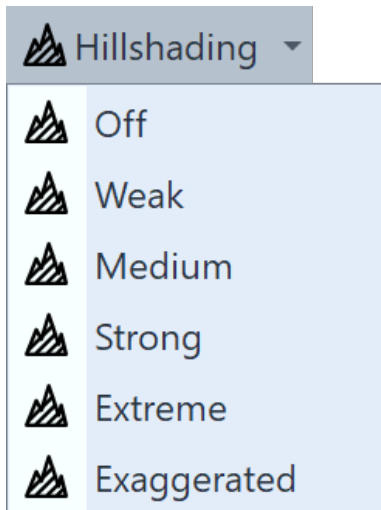 Hillshading
Off
Weak
Medium
Strong
Extreme
Exaggerated